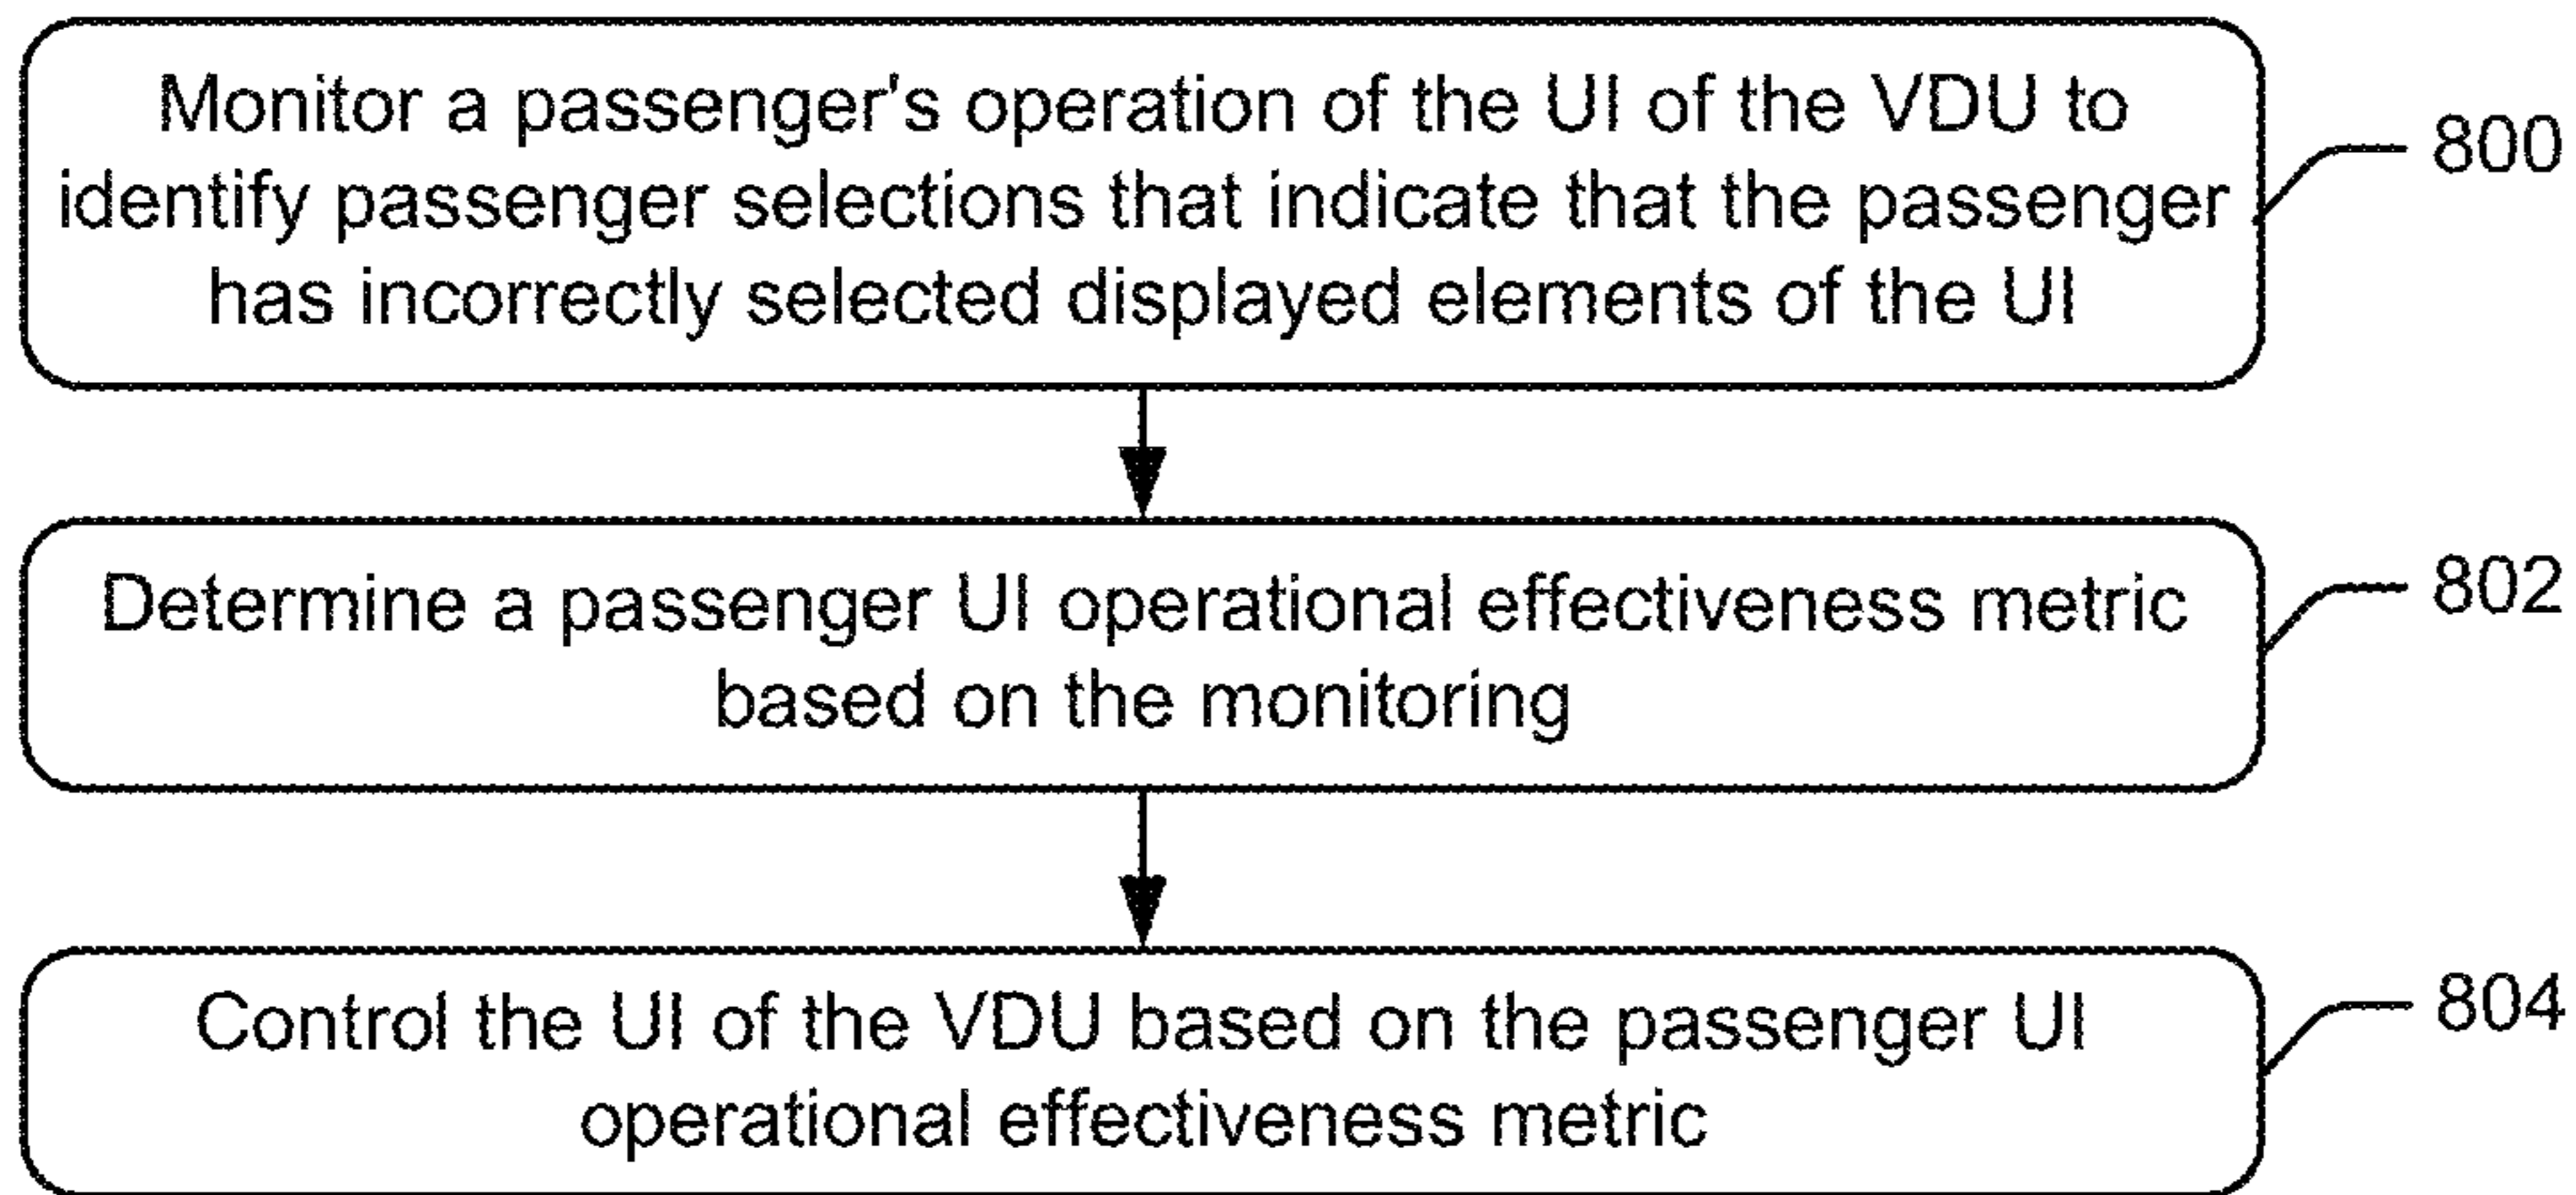 Monitor a passenger's operation of the UI of the VDU to
identify passenger selections that indicate that the passenger
has incorrectly selected displayed elements of the UI
800
Determine a passenger UI operational effectiveness metric
based on the monitoring
802
Control the UI of the VDU based on the passenger UI
operational effectiveness metric
804